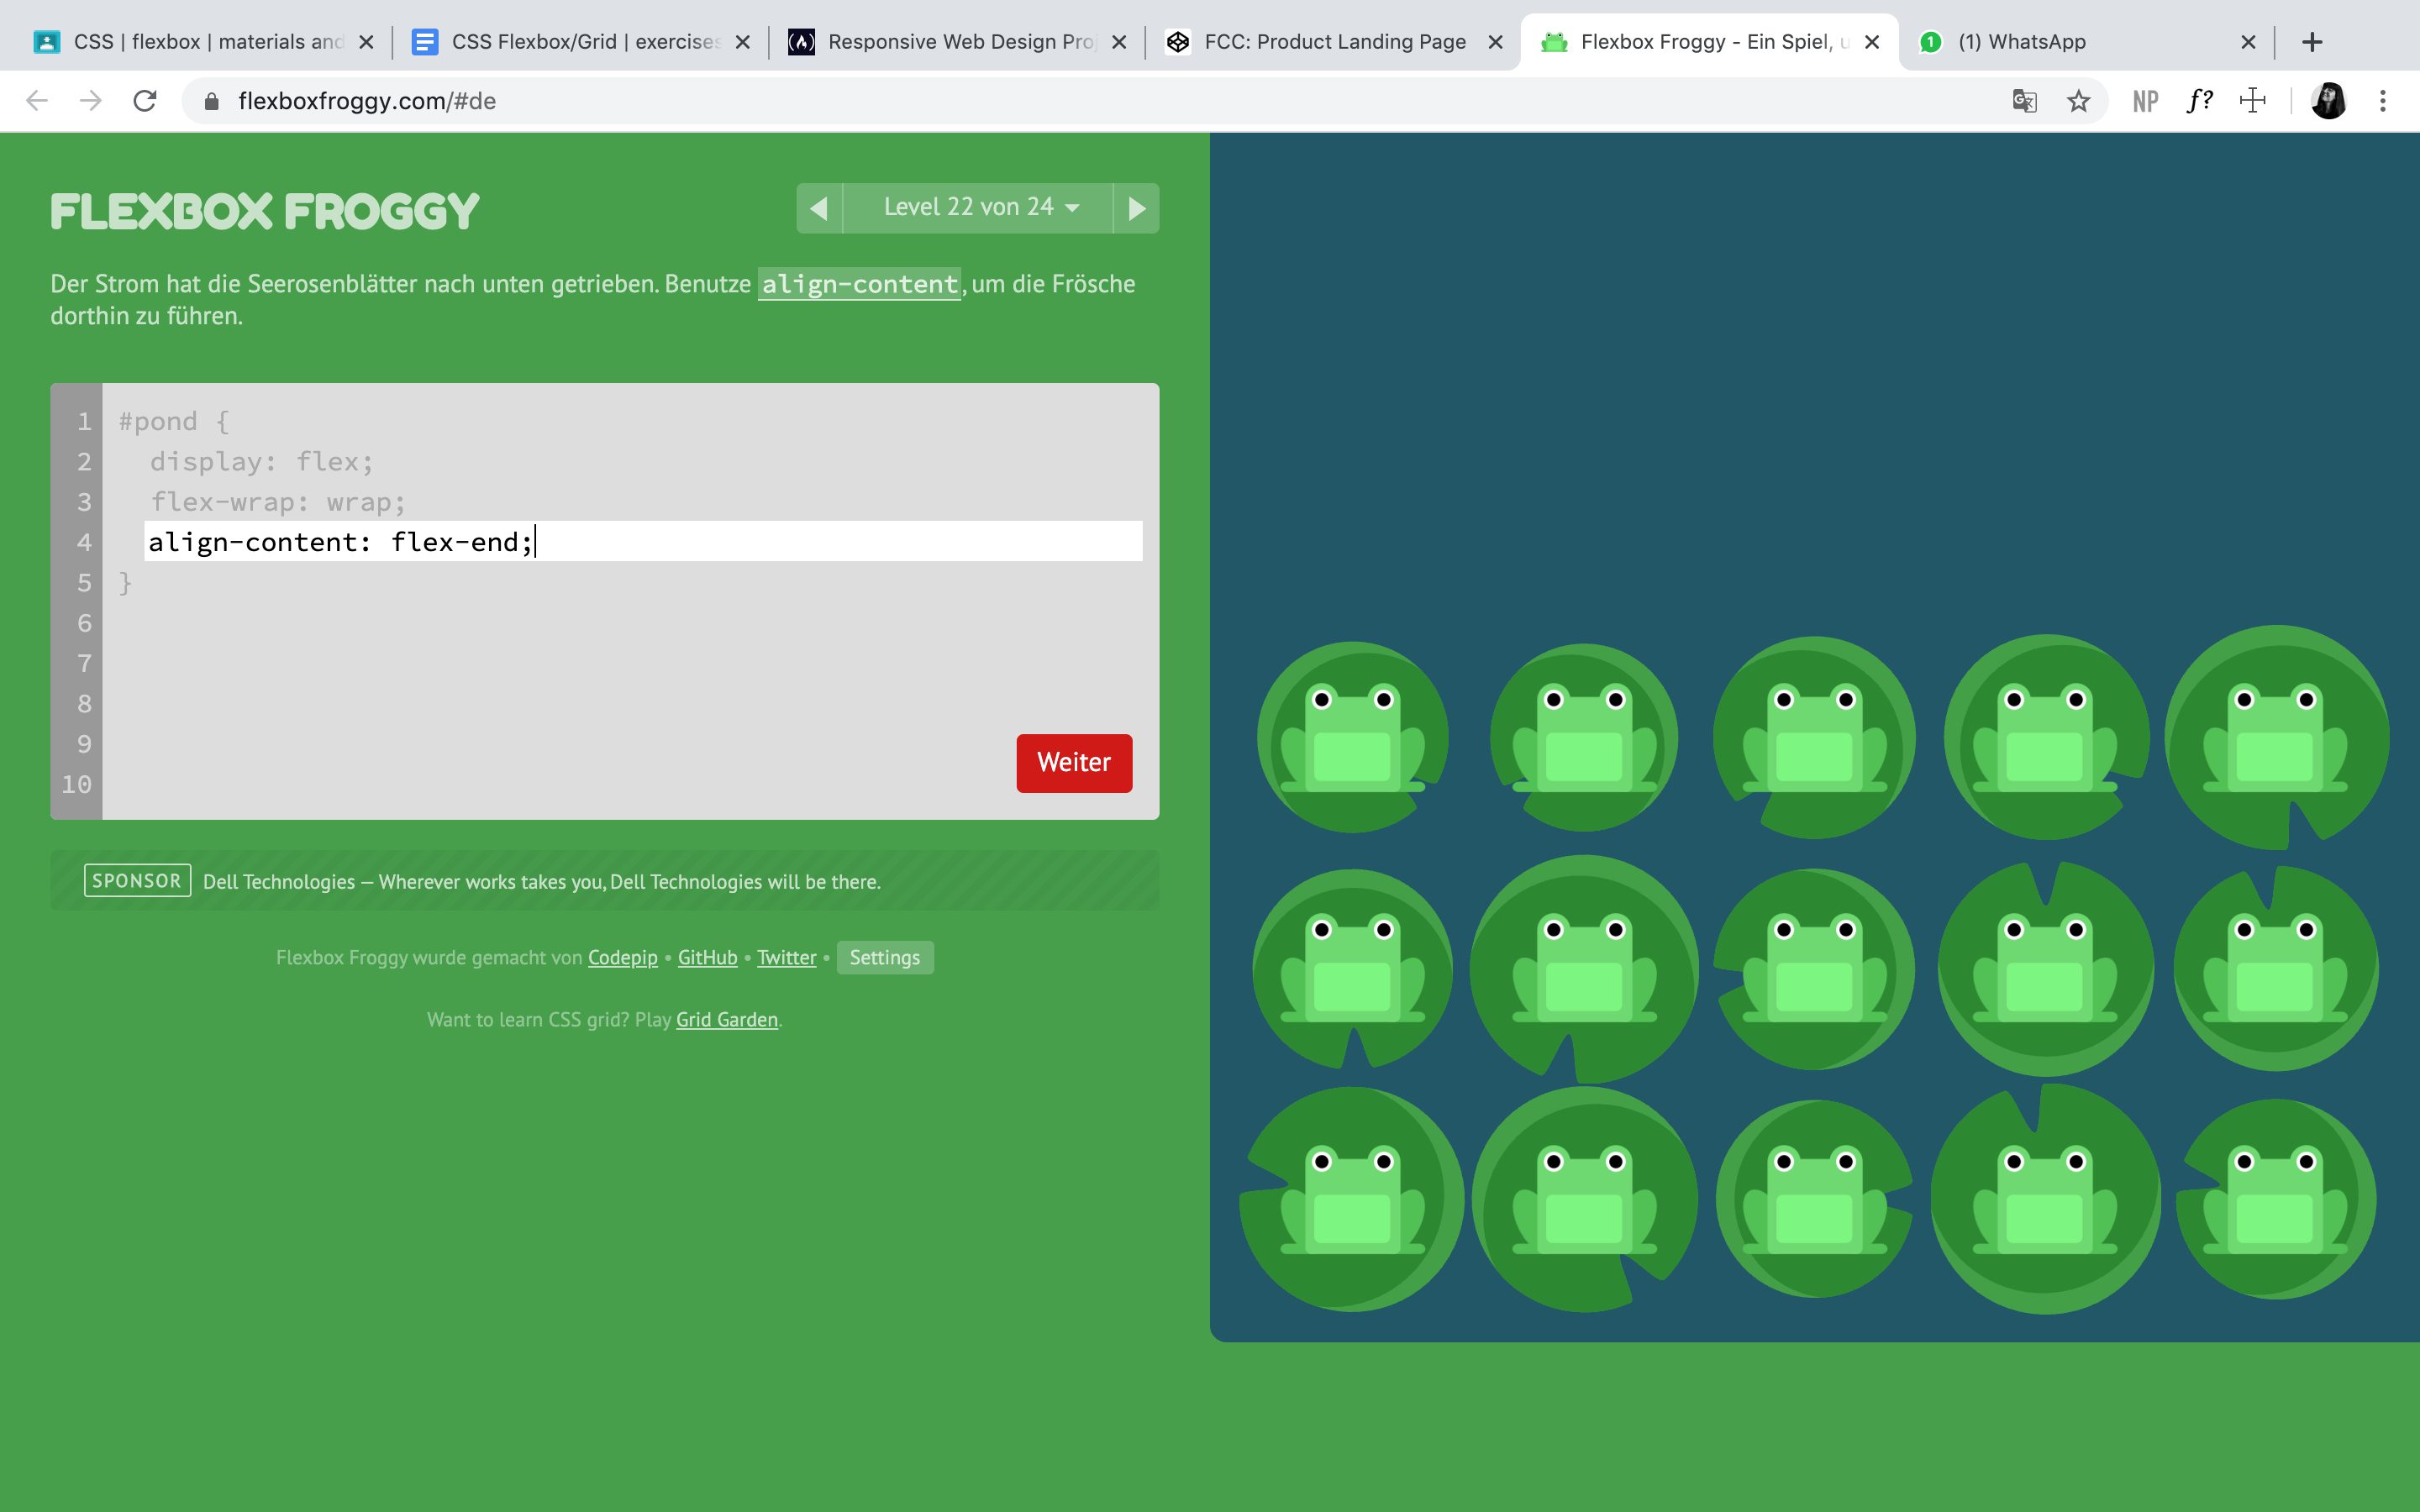 CSS | flexbox | materials and
CSS Flexbox/Grid | exercises
Responsive Web Design Proj
FCC: Product Landing Page
Flexbox Froggy - Ein Spiel, u
1 (1) WhatsApp
flexboxfroggy.com/#de
NP f?
FLEXBOX FROGGY
Level 22 von 24
Der Strom hat die Seerosenblätter nach unten getrieben. Benutze align-content, um die Frösche
dorthin zu führen.
1 #pond {
2 display: flex;
3 flex-wrap: wrap;
4 align-content: flex-end;
5 }
6
7
8
9
10
Weiter
SPONSOR Dell Technologies — Wherever works takes you, Dell Technologies will be there.
Flexbox Froggy wurde gemacht von Codepip • GitHub • Twitter • Settings
Want to learn CSS grid? Play Grid Garden.